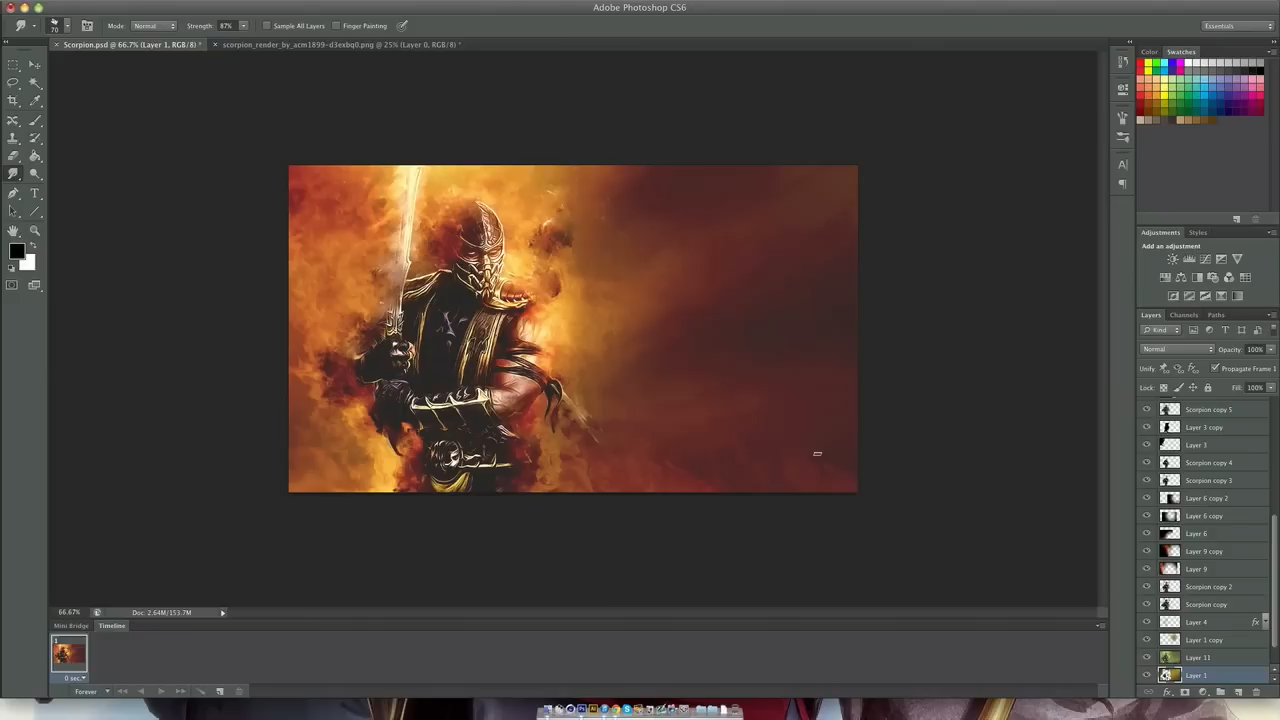 Adobe Photoshop CS6
70
Mode: Normal
Strength: 87%
Sample All Layers
Finger Painting
Essentials
× Scorpion.psd @ 66.7% (Layer 1, RGB/8) *
× scorpion_render_by_acm1899-d3exbq0.png @ 25% (Layer 0, RGB/8) *
Color Swatches
Adjustments Styles
Add an adjustment
Layers Channels Paths
Kind
Normal
Opacity: 100%
Unify:
Propagate Frame 1
Lock:
Fill: 100%
Scorpion copy 5
Layer 3 copy
Layer 3
Scorpion copy 4
Scorpion copy 3
Layer 6 copy 2
Layer 6 copy
Layer 6
Layer 9 copy
Layer 9
Scorpion copy 2
Scorpion copy
Layer 4
fx
Layer 1 copy
Layer 11
Layer 1
66.67%
Doc: 2.64M/153.7M
Mini Bridge Timeline
1
0 sec.
Forever